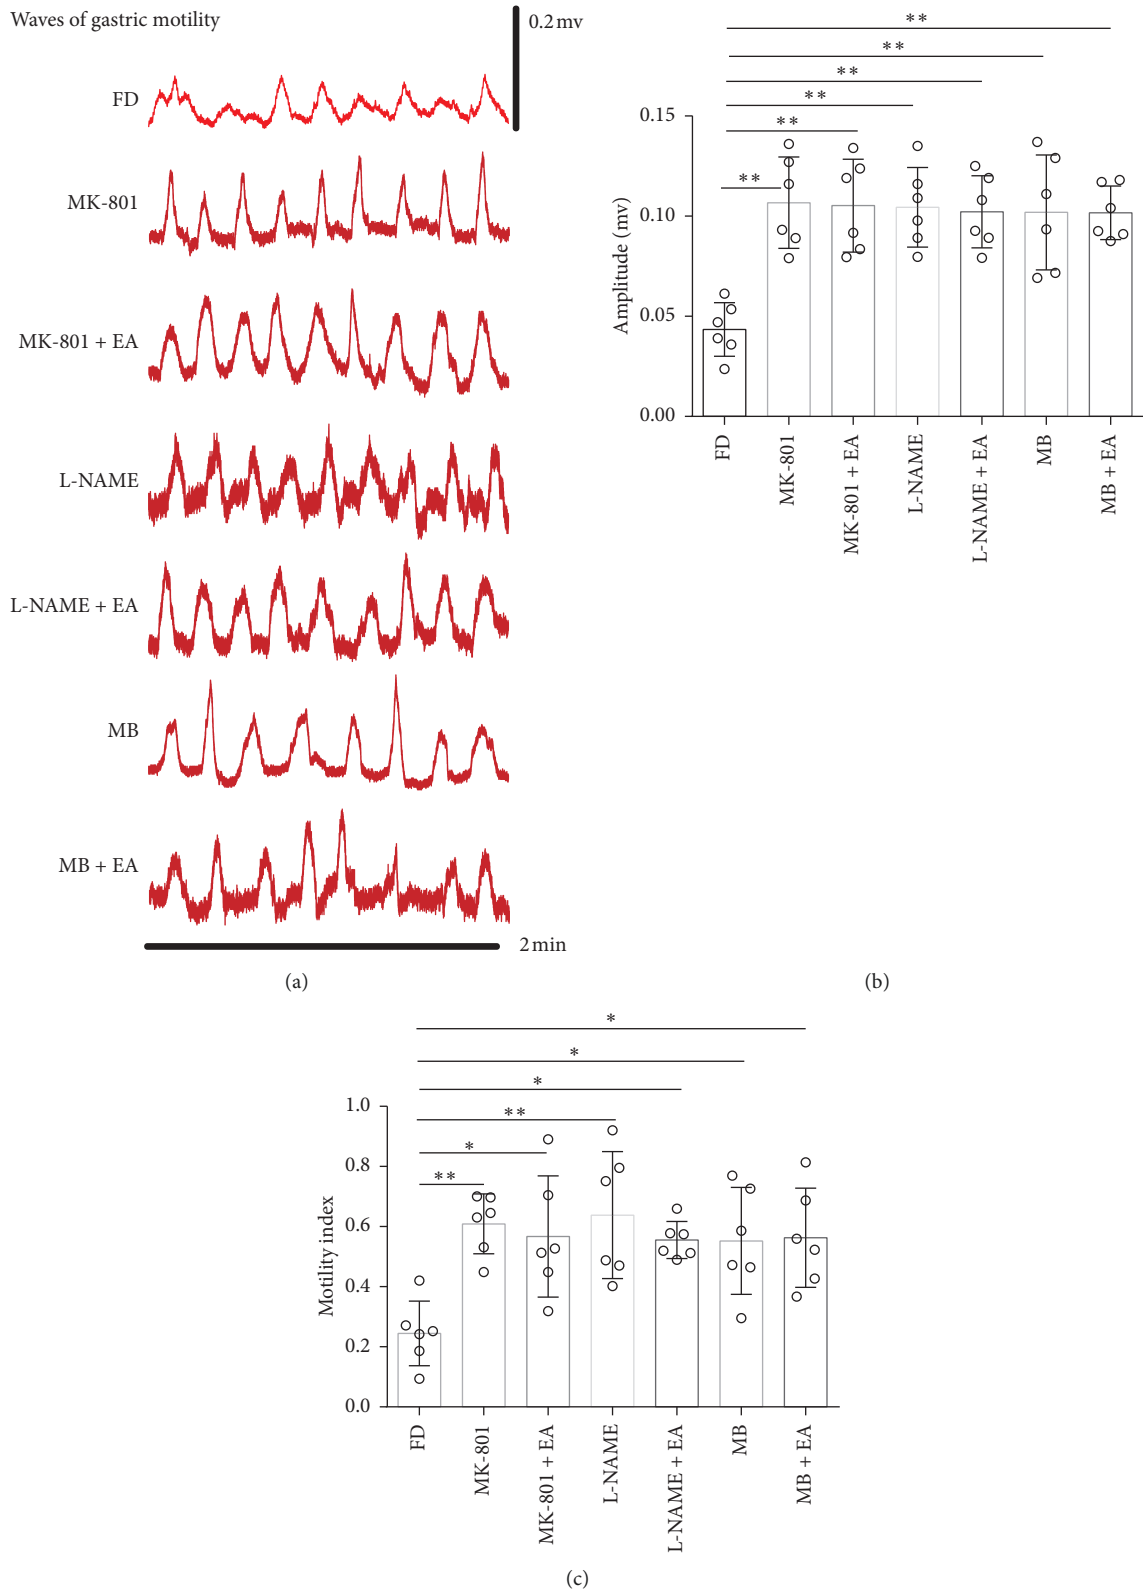 Waves of gastric motility
0.2 mv
FD
MK-801
MK-801 + EA
L-NAME
L-NAME + EA
MB
MB + EA
2 min
(a)
**
**
**
**
**
**
Amplitude (mv)
0.15
0.10
0.05
0.00
FD
MK-801
MK-801 + EA
L-NAME
L-NAME + EA
MB
MB + EA
(b)
*
*
*
**
*
**
Motility index
1.0
0.8
0.6
0.4
0.2
0.0
FD
MK-801
MK-801 + EA
L-NAME
L-NAME + EA
MB
MB + EA
(c)